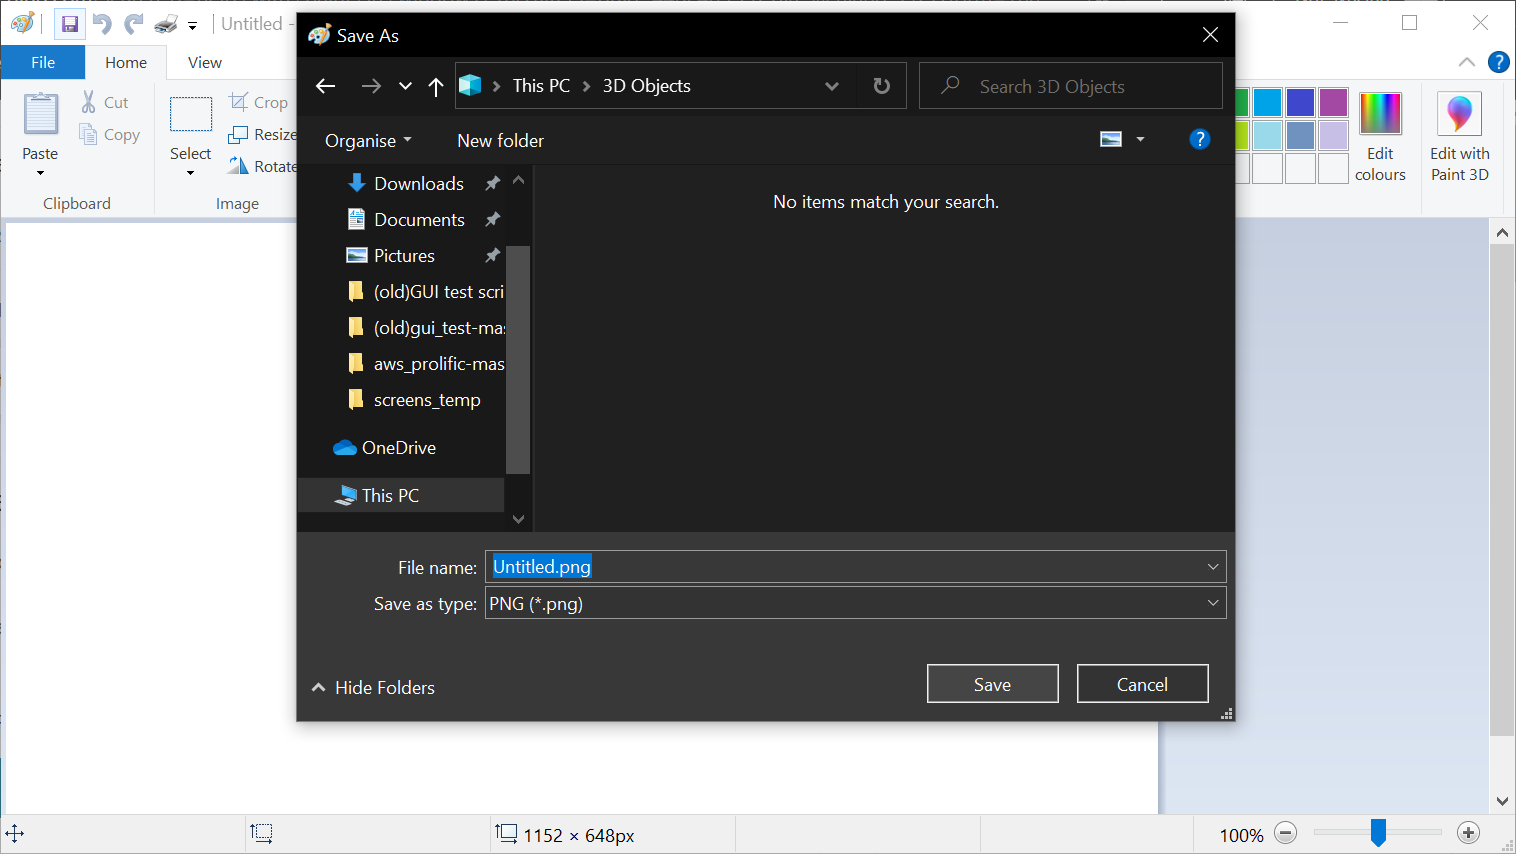 Untitled -
Save As
File
Home
View
This PC
3D Objects
Search 3D Objects
Cut
Copy
Paste
Clipboard
Crop
Resize
Rotate
Select
Image
Organise
New folder
Edit
colours
Edit with
Paint 3D
Downloads
Documents
Pictures
(old)GUI test scri
(old)gui_test-mas
aws_prolific-mas
screens_temp
OneDrive
This PC
No items match your search.
File name: Untitled.png
Save as type: PNG (*.png)
Hide Folders
Save
Cancel
1152 × 648px
100%